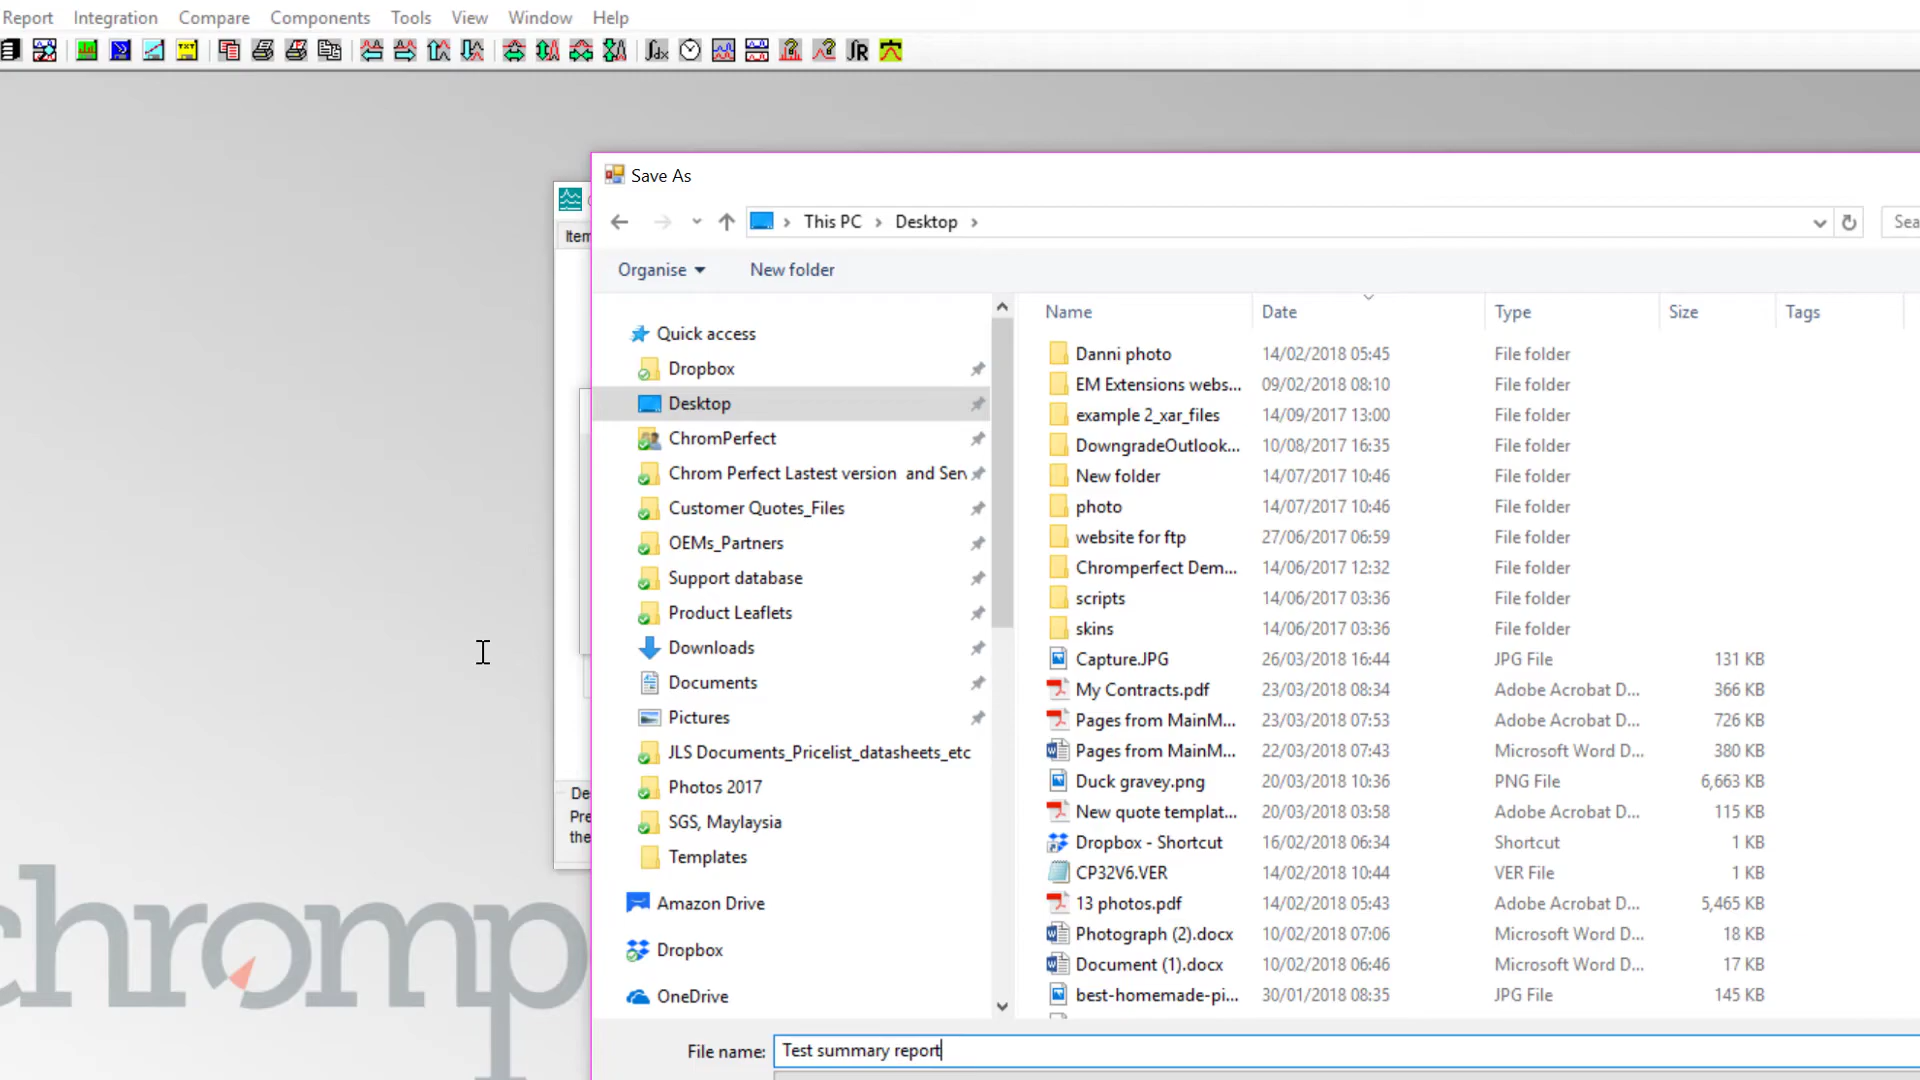 Report Integration Compare Components Tools View Window Help
TXT
Save As
This PC Desktop
Sea
Item
Organise New folder
Name Date Type Size Tags
Quick access
Dropbox
Desktop
ChromPerfect
Chrom Perfect Lastest version and Serv
Customer Quotes_Files
OEMs_Partners
Support database
Product Leaflets
Downloads
Documents
Pictures
JLS Documents_Pricelist_datasheets_etc
Photos 2017
SGS, Maylaysia
Templates
Amazon Drive
Dropbox
OneDrive
Danni photo 14/02/2018 05:45 File folder
EM Extensions webs... 09/02/2018 08:10 File folder
example 2_xar_files 14/09/2017 13:00 File folder
DowngradeOutlook... 10/08/2017 16:35 File folder
New folder 14/07/2017 10:46 File folder
photo 14/07/2017 10:46 File folder
website for ftp 27/06/2017 06:59 File folder
Chromperfect Dem... 14/06/2017 12:32 File folder
scripts 14/06/2017 03:36 File folder
skins 14/06/2017 03:36 File folder
Capture.JPG 26/03/2018 16:44 JPG File 131 KB
My Contracts.pdf 23/03/2018 08:34 Adobe Acrobat D... 366 KB
Pages from MainM... 23/03/2018 07:53 Adobe Acrobat D... 726 KB
Pages from MainM... 22/03/2018 07:43 Microsoft Word D... 380 KB
Duck gravey.png 20/03/2018 10:36 PNG File 6,663 KB
New quote templat... 20/03/2018 03:58 Adobe Acrobat D... 115 KB
Dropbox - Shortcut 16/02/2018 06:34 Shortcut 1 KB
CP32V6.VER 14/02/2018 10:44 VER File 1 KB
13 photos.pdf 14/02/2018 05:43 Adobe Acrobat D... 5,465 KB
Photograph (2).docx 10/02/2018 07:06 Microsoft Word D... 18 KB
Document (1).docx 10/02/2018 06:46 Microsoft Word D... 17 KB
best-homemade-pi... 30/01/2018 08:35 JPG File 145 KB
De
Pre
the
chromp
File name: Test summary report